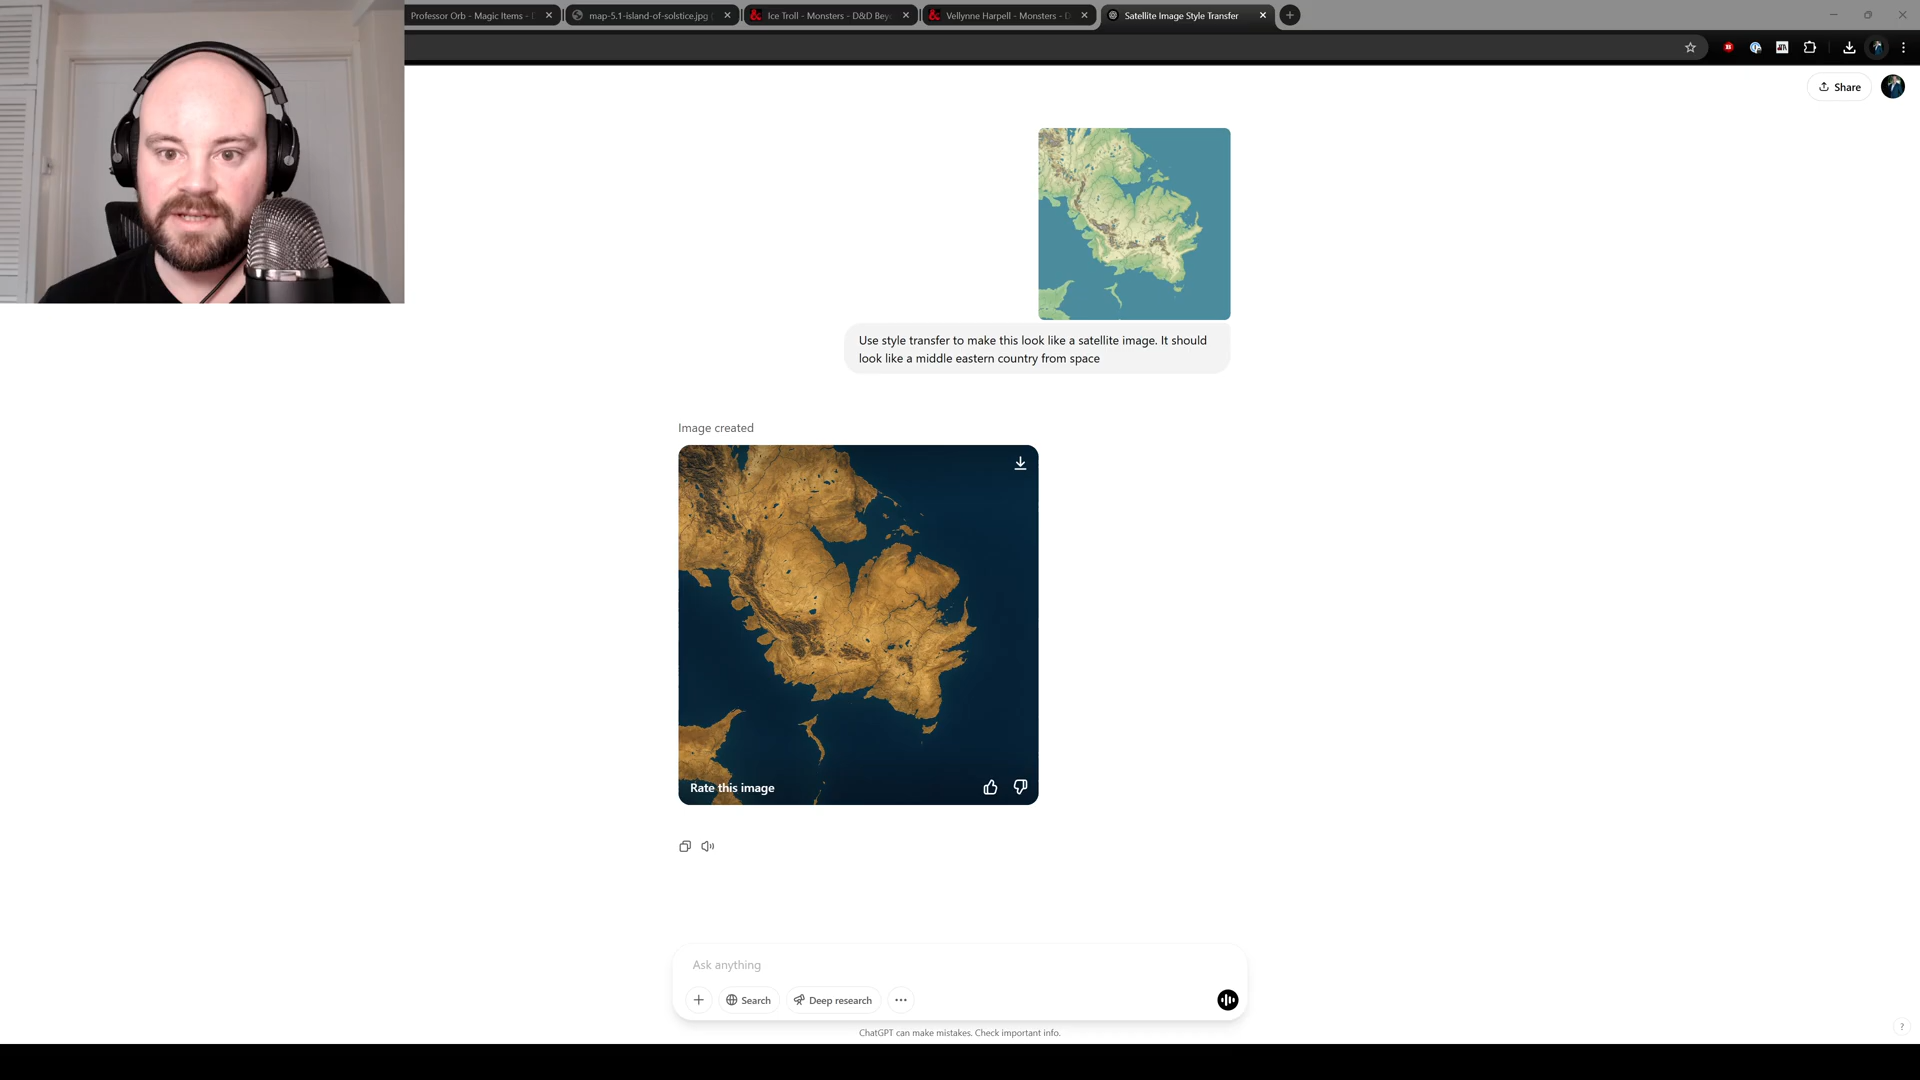 Professor Orb - Magic Items - D
map-5.1-island-of-solstice.jpg
Ice Troll - Monsters - D&D Bey
Vellynne Harpell - Monsters - D
Satellite Image Style Transfer
Share
Use style transfer to make this look like a satellite image. It should
look like a middle eastern country from space
Image created
Rate this image
Ask anything
Search
Deep research
ChatGPT can make mistakes. Check important info.
?